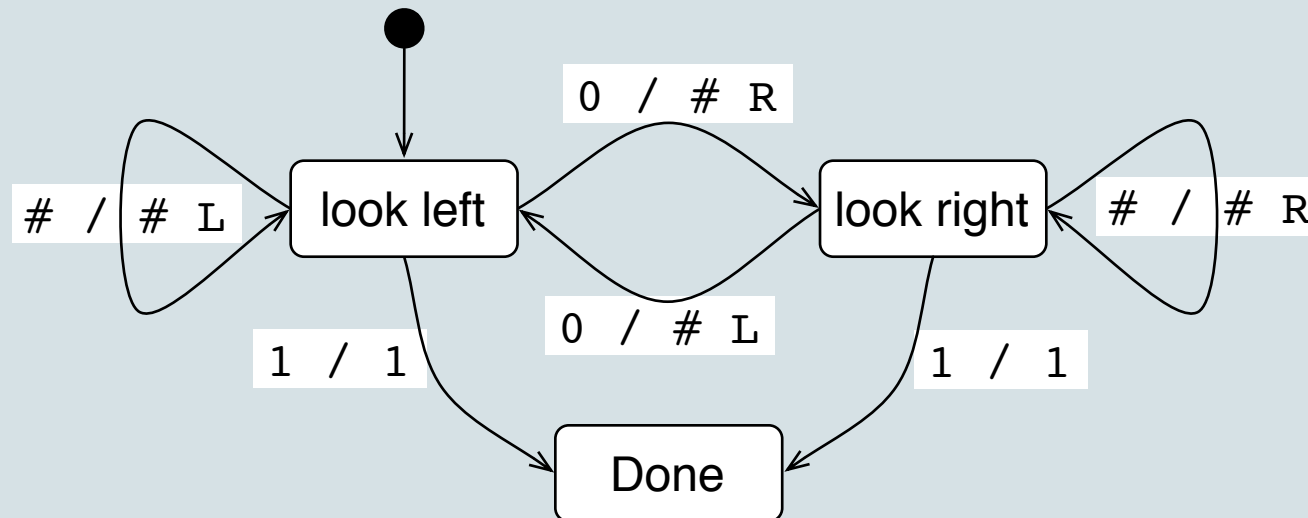 0 / # R
# / # L
look left
look right
# / # R
0 / # L
1 / 1
1 / 1
Done